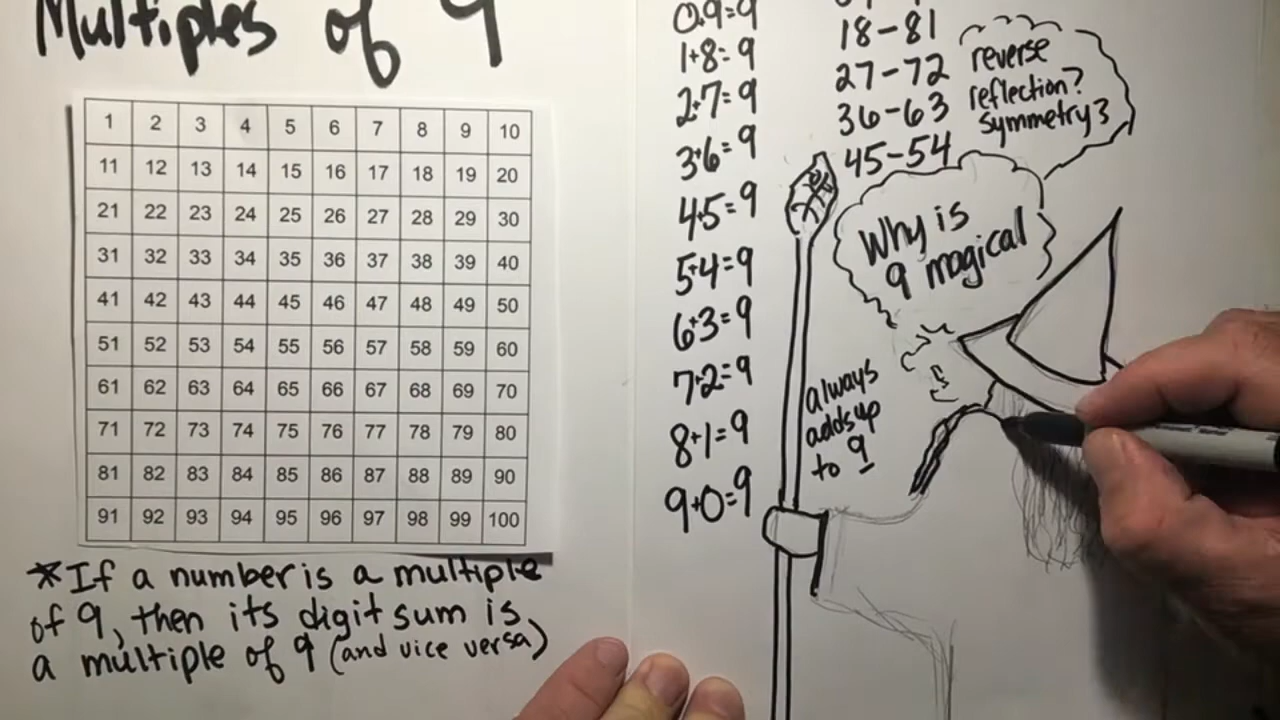 Multiples of 9
1 2 3 4 5 6 7 8 9 10
11 12 13 14 15 16 17 18 19 20
21 22 23 24 25 26 27 28 29 30
31 32 33 34 35 36 37 38 39 40
41 42 43 44 45 46 47 48 49 50
51 52 53 54 55 56 57 58 59 60
61 62 63 64 65 66 67 68 69 70
71 72 73 74 75 76 77 78 79 80
81 82 83 84 85 86 87 88 89 90
91 92 93 94 95 96 97 98 99 100
*If a number is a multiple
of 9, then its digit sum is
a multiple of 9 (and vice versa)
0+9=9
1+8=9
2+7=9
3+6=9
4+5=9
5+4=9
6+3=9
7+2=9
8+1=9
9+0=9
18-81
27-72
36-63
45-54
reverse
reflection?
symmetry?
Why is
9 magical
always
adds up
to 9